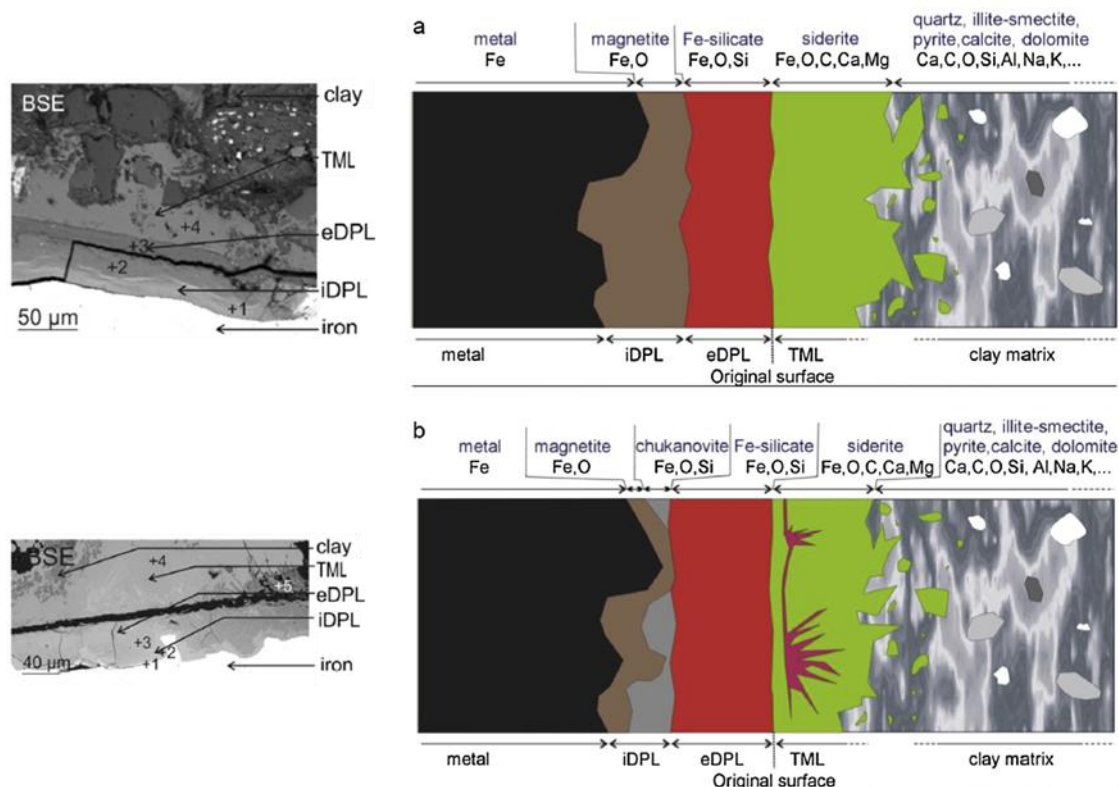 BSE
clay
TML
+4
eDPL
+3
+2
iDPL
+1
iron
50 µm
a
metal
Fe
magnetite
Fe,O
Fe-silicate
Fe,O,Si
siderite
Fe,O,C,Ca,Mg
quartz, illite-smectite,
pyrite,calcite, dolomite
Ca,C,O,Si,Al,Na,K,...
metal
iDPL
eDPL
TML
clay matrix
Original surface
BSE
clay
+4
TML
+5
eDPL
iDPL
+3
+2
+1
iron
40 µm
b
metal
Fe
magnetite
Fe,O
chukanovite
Fe,O,Si
Fe-silicate
Fe,O,Si
siderite
Fe,O,C,Ca,Mg
quartz, illite-smectite,
pyrite,calcite, dolomite
Ca,C,O,Si, Al,Na,K,...
metal
iDPL
eDPL
TML
clay matrix
Original surface